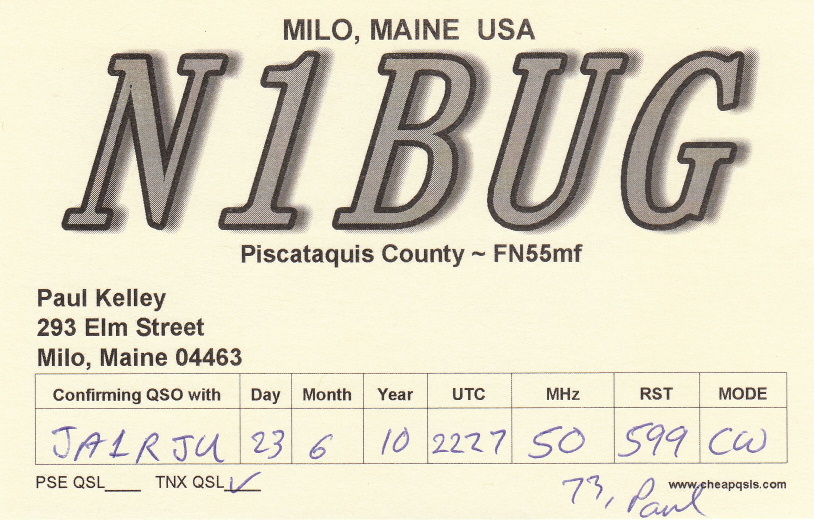 MILO, MAINE USA
N1BUG
Piscataquis County ~ FN55mf
Paul Kelley
293 Elm Street
Milo, Maine 04463
Confirming QSO with Day Month Year UTC MHz RST MODE
JA1RJU 23 6 10 2227 50 599 CW
PSE QSL____ TNX QSL_✓___ www.cheapqsls.com
73, Paul